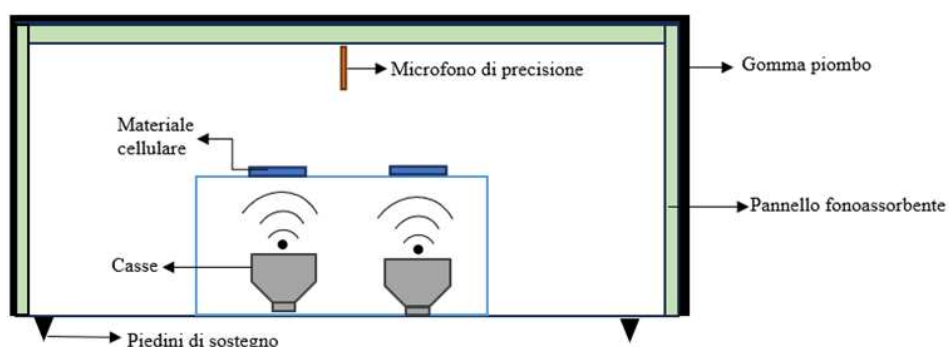 Microfono di precisione
Gomma piombo
Materiale
cellulare
Pannello fonoassorbente
Casse
Piedini di sostegno